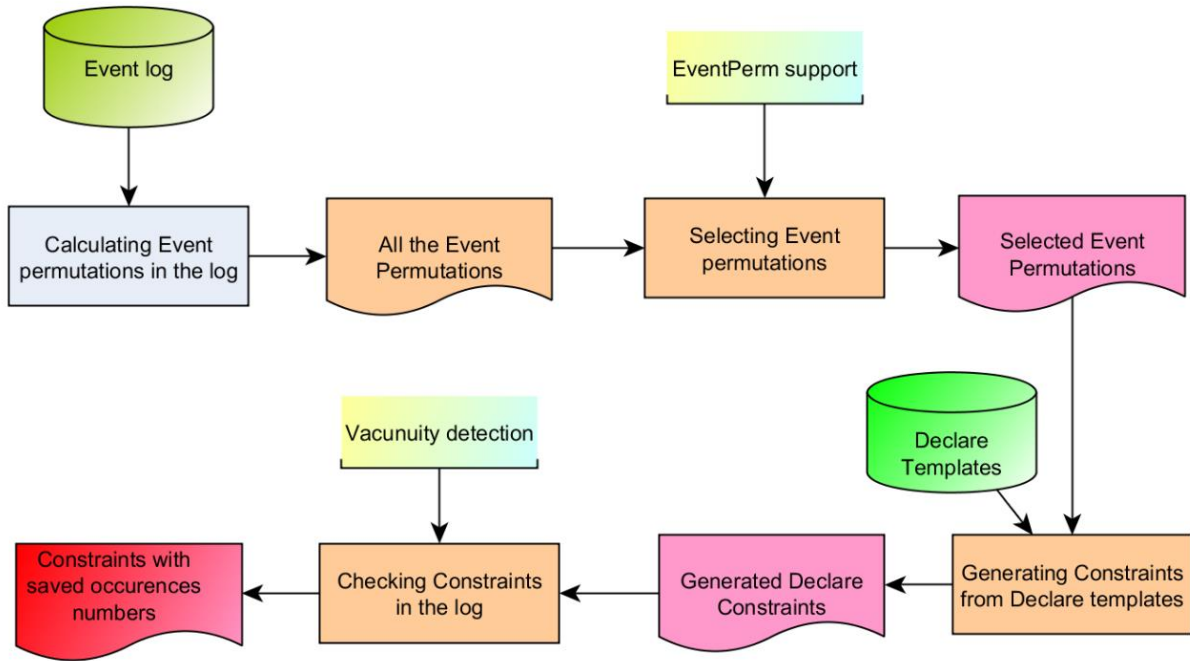 Event log
EventPerm support
Calculating Event
permutations in the log
All the Event
Permutations
Selecting Event
permutations
Selected Event
Permutations
Declare
Templates
Vacunuity detection
Generating Constraints
from Declare templates
Generated Declare
Constraints
Checking Constraints
in the log
Constraints with
saved occurences
numbers